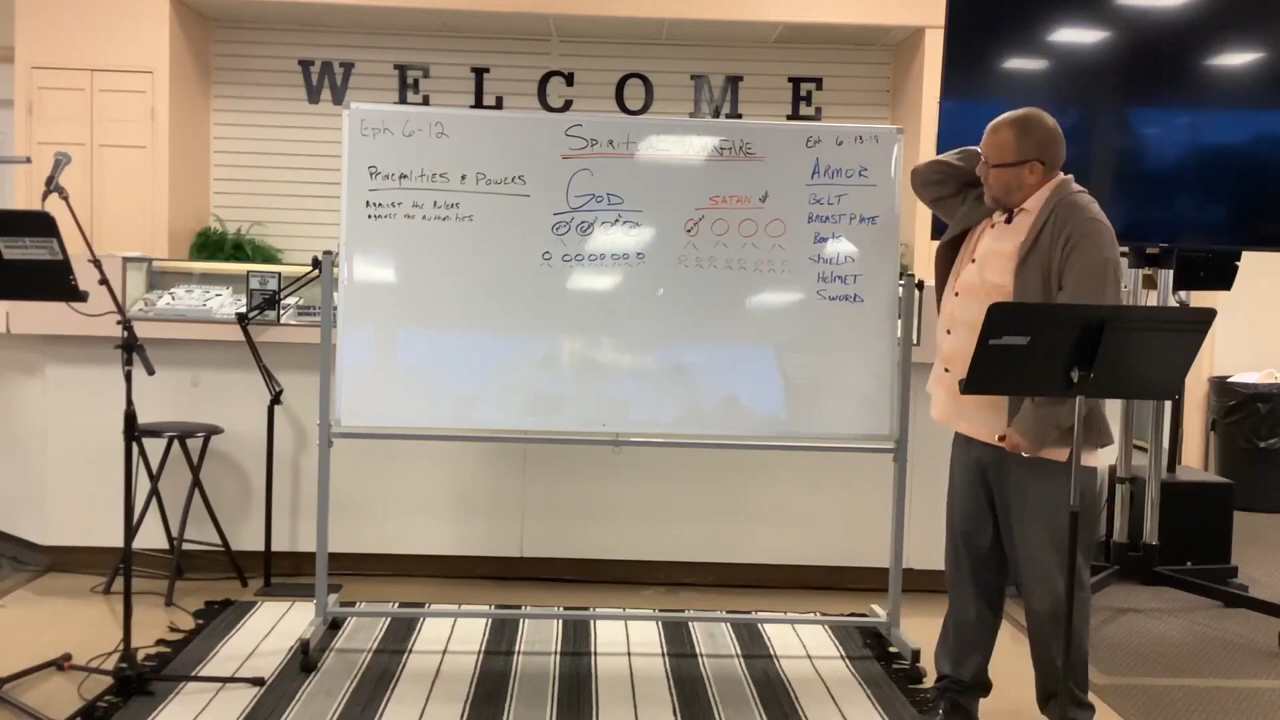 WELCOME
Eph 6-12
Spiritual Warfare
Eph 6:13-19
Principalities & Powers
Against the Rulers
against the authorities
God
SATAN
ARMOR
BELT
BREAST PLATE
Boots
SHIELD
HELMET
SWORD